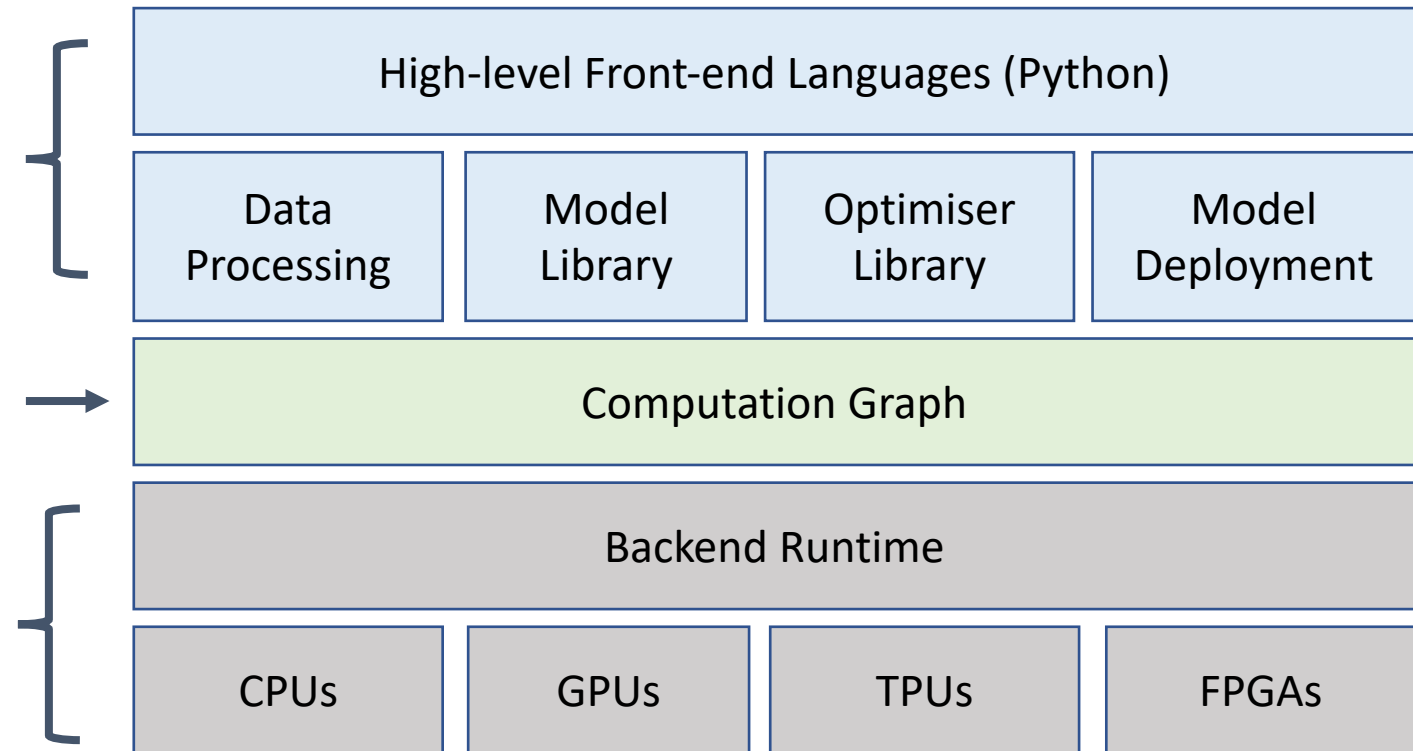 High-level Front-end Languages (Python)
Data
Processing
Model
Library
Optimiser
Library
Model
Deployment
Computation Graph
Backend Runtime
CPUs
GPUs
TPUs
FPGAs